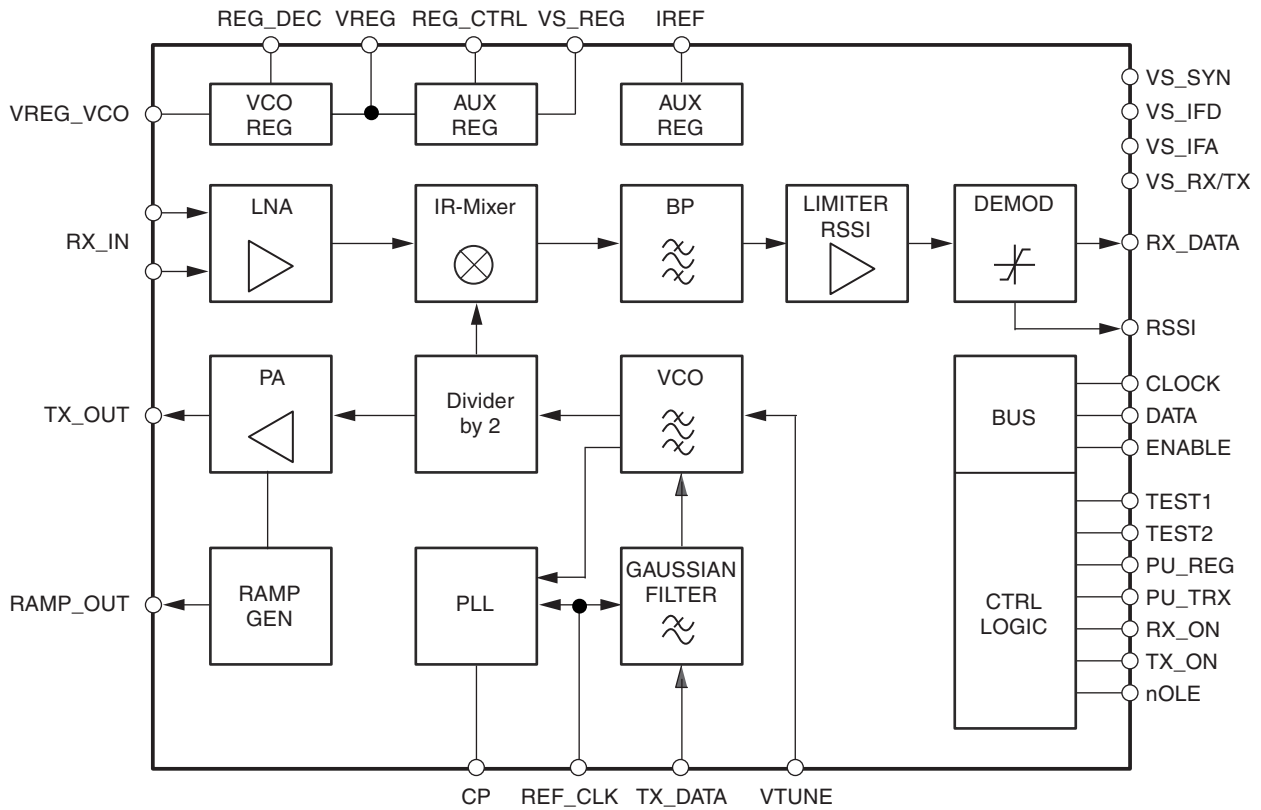 REG_DEC VREG REG_CTRL VS_REG IREF
VREG_VCO
VCO
REG
AUX
REG
AUX
REG
VS_SYN
VS_IFD
VS_IFA
VS_RX/TX
RX_IN
LNA
IR-Mixer
BP
LIMITER
RSSI
DEMOD
RX_DATA
RSSI
TX_OUT
PA
Divider
by 2
VCO
BUS
CLOCK
DATA
ENABLE
RAMP_OUT
RAMP
GEN
PLL
GAUSSIAN
FILTER
CTRL
LOGIC
TEST1
TEST2
PU_REG
PU_TRX
RX_ON
TX_ON
nOLE
CP REF_CLK TX_DATA VTUNE